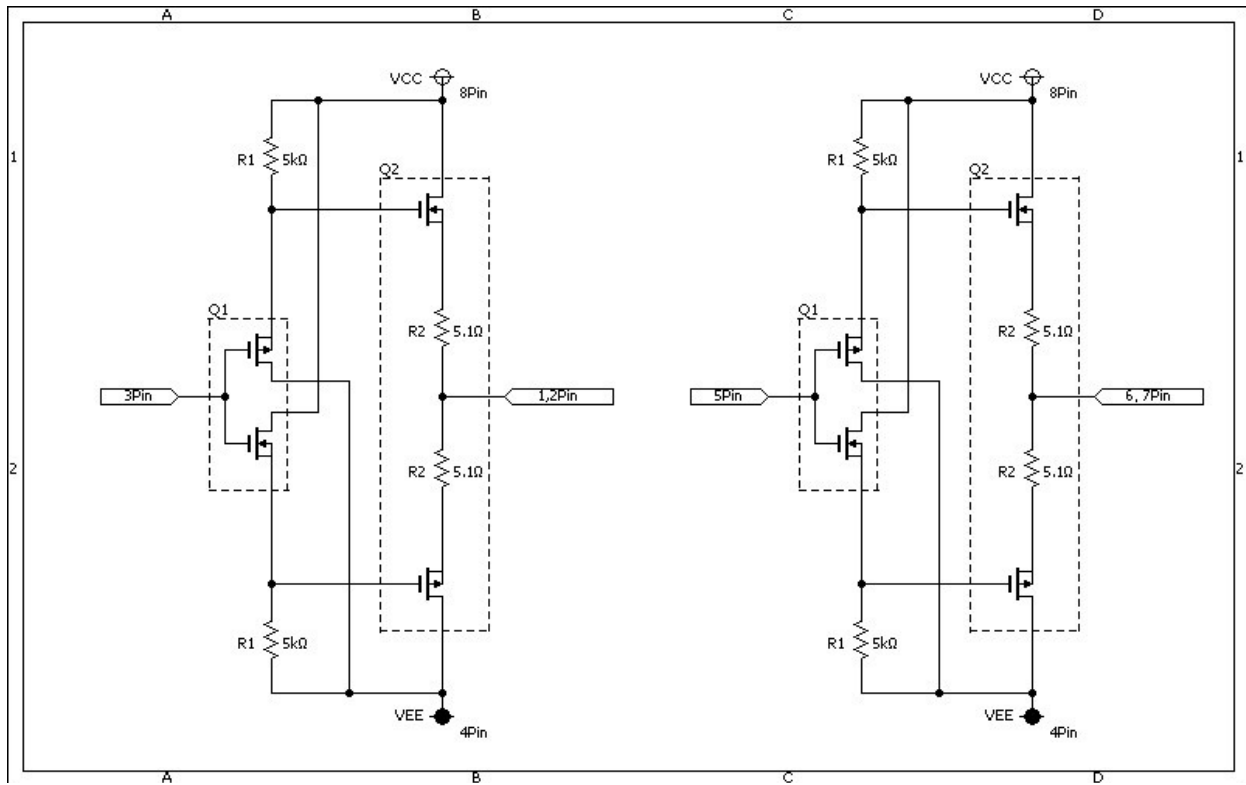 A B C D
VCC 8Pin
VCC 8Pin
1 1
R1 5kΩ
R1 5kΩ
Q2
Q2
Q1
Q1
R2 5.1Ω
R2 5.1Ω
3Pin
1,2Pin
5Pin
6, 7Pin
2 2
R2 5.1Ω
R2 5.1Ω
R1 5kΩ
R1 5kΩ
VEE 4Pin
VEE 4Pin
A B C D